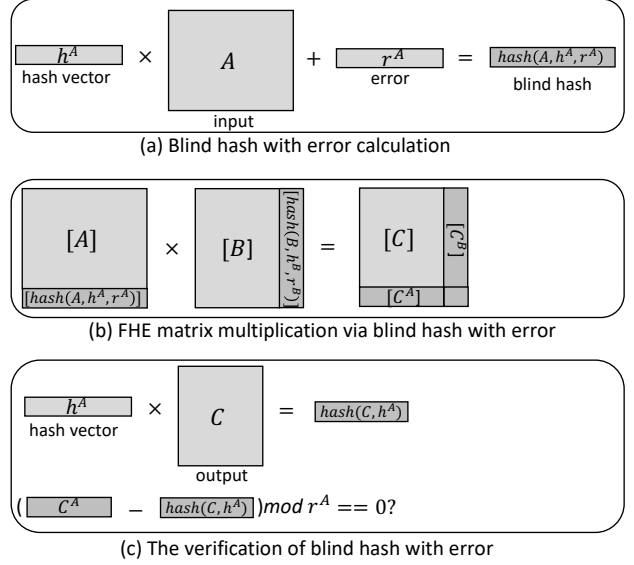 h^A × A + r^A = hash(A, h^A, r^A)
hash vector error blind hash
input
(a) Blind hash with error calculation
[A] × [B] [hash(B, h^B, r^B)] = [C] [C^B]
[hash(A, h^A, r^A)] [C^A]
(b) FHE matrix multiplication via blind hash with error
h^A × C = hash(C, h^A)
hash vector
output
( C^A − hash(C, h^A) )mod r^A == 0?
(c) The verification of blind hash with error